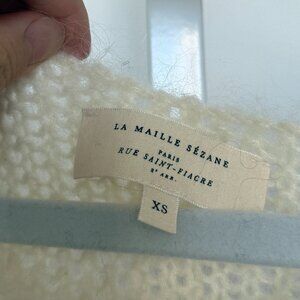 LA MAILLE SÉZANE
PARIS
RUE SAINT-FIACRE
2e ARR.
XS